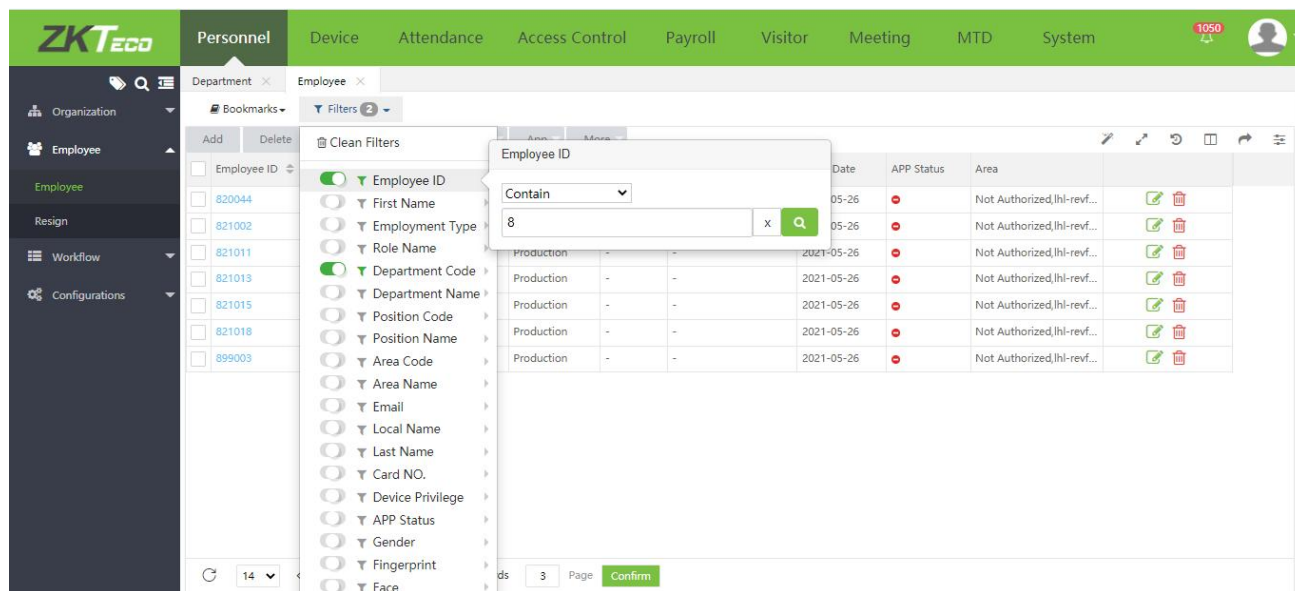 ZKTECO Personnel Device Attendance Access Control Payroll Visitor Meeting MTD System 1050
Department × Employee ×
Organization Bookmarks Filters 2
Add Delete Clean Filters App More
Employee
Employee ID
Employee ID Employee ID Date APP Status Area
Contain
Employee 820044 First Name 05-26 Not Authorized,lhl-revf...
8 x
Resign 821002 Employment Type 05-26 Not Authorized,lhl-revf...
Workflow 821011 Role Name Production - - 2021-05-26 Not Authorized,lhl-revf...
Configurations 821013 Department Code Production - - 2021-05-26 Not Authorized,lhl-revf...
821015 Department Name Production - - 2021-05-26 Not Authorized,lhl-revf...
Position Code
821018 Position Name Production - - 2021-05-26 Not Authorized,lhl-revf...
899003 Area Code Production - - 2021-05-26 Not Authorized,lhl-revf...
Area Name
Email
Local Name
Last Name
Card NO.
Device Privilege
APP Status
Gender
Fingerprint
14 ds 3 Page Confirm
Face